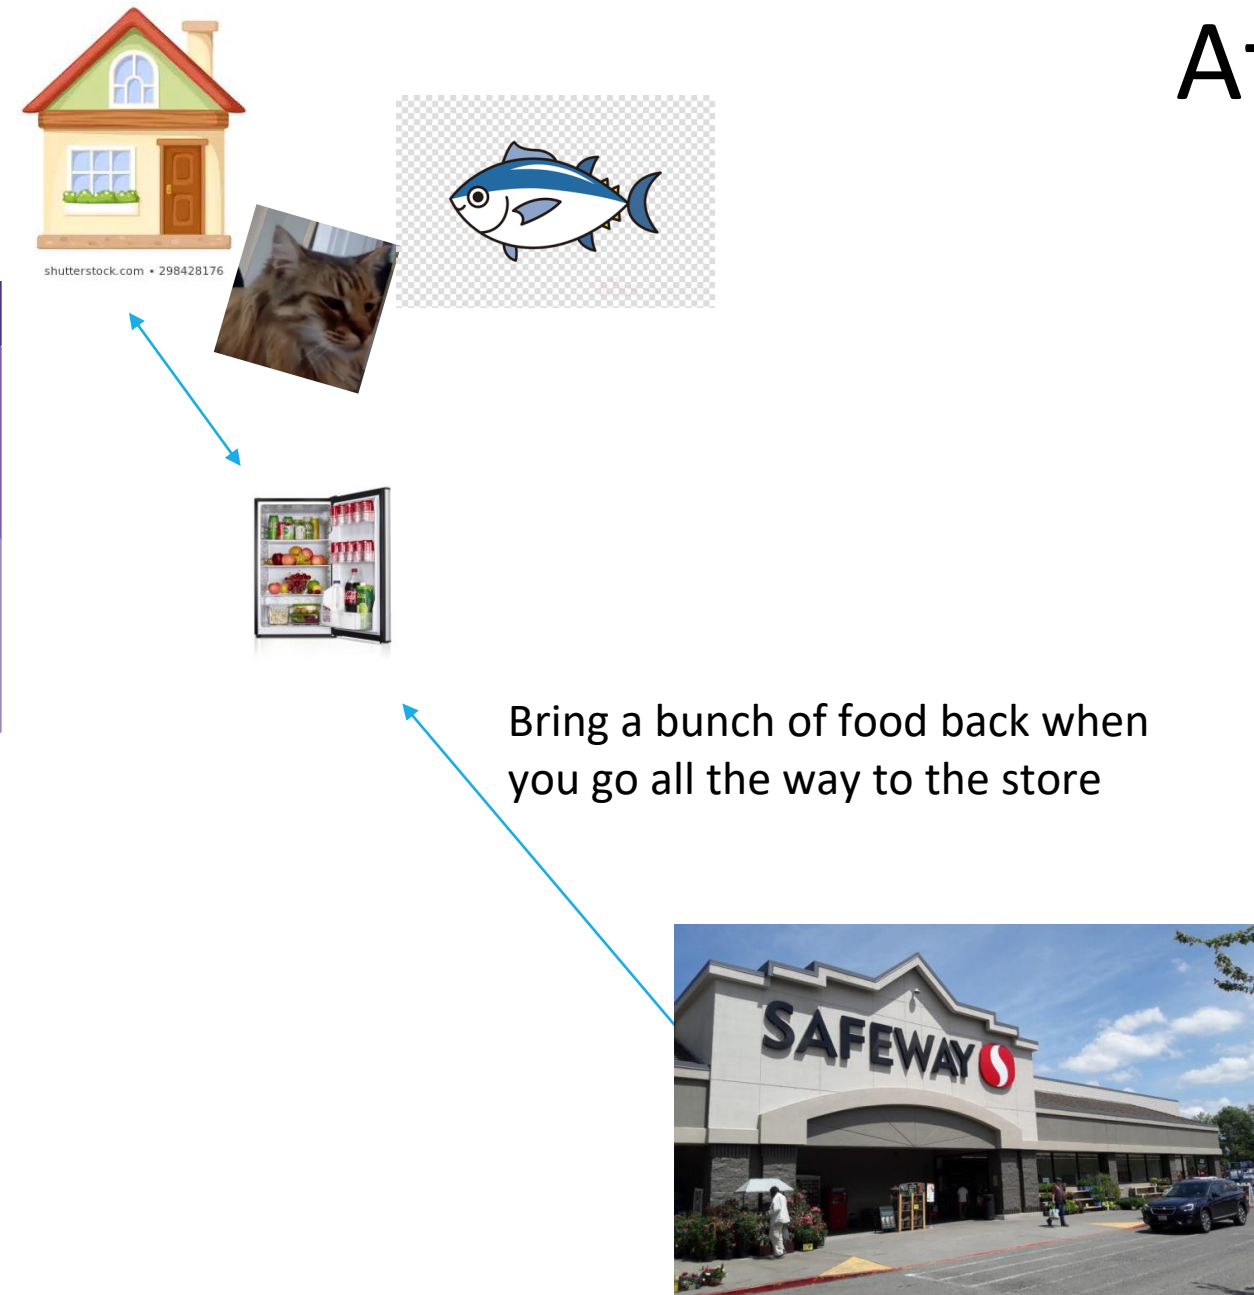 shutterstock.com • 298428176
Bring a bunch of food back when
you go all the way to the store
SAFEWAY